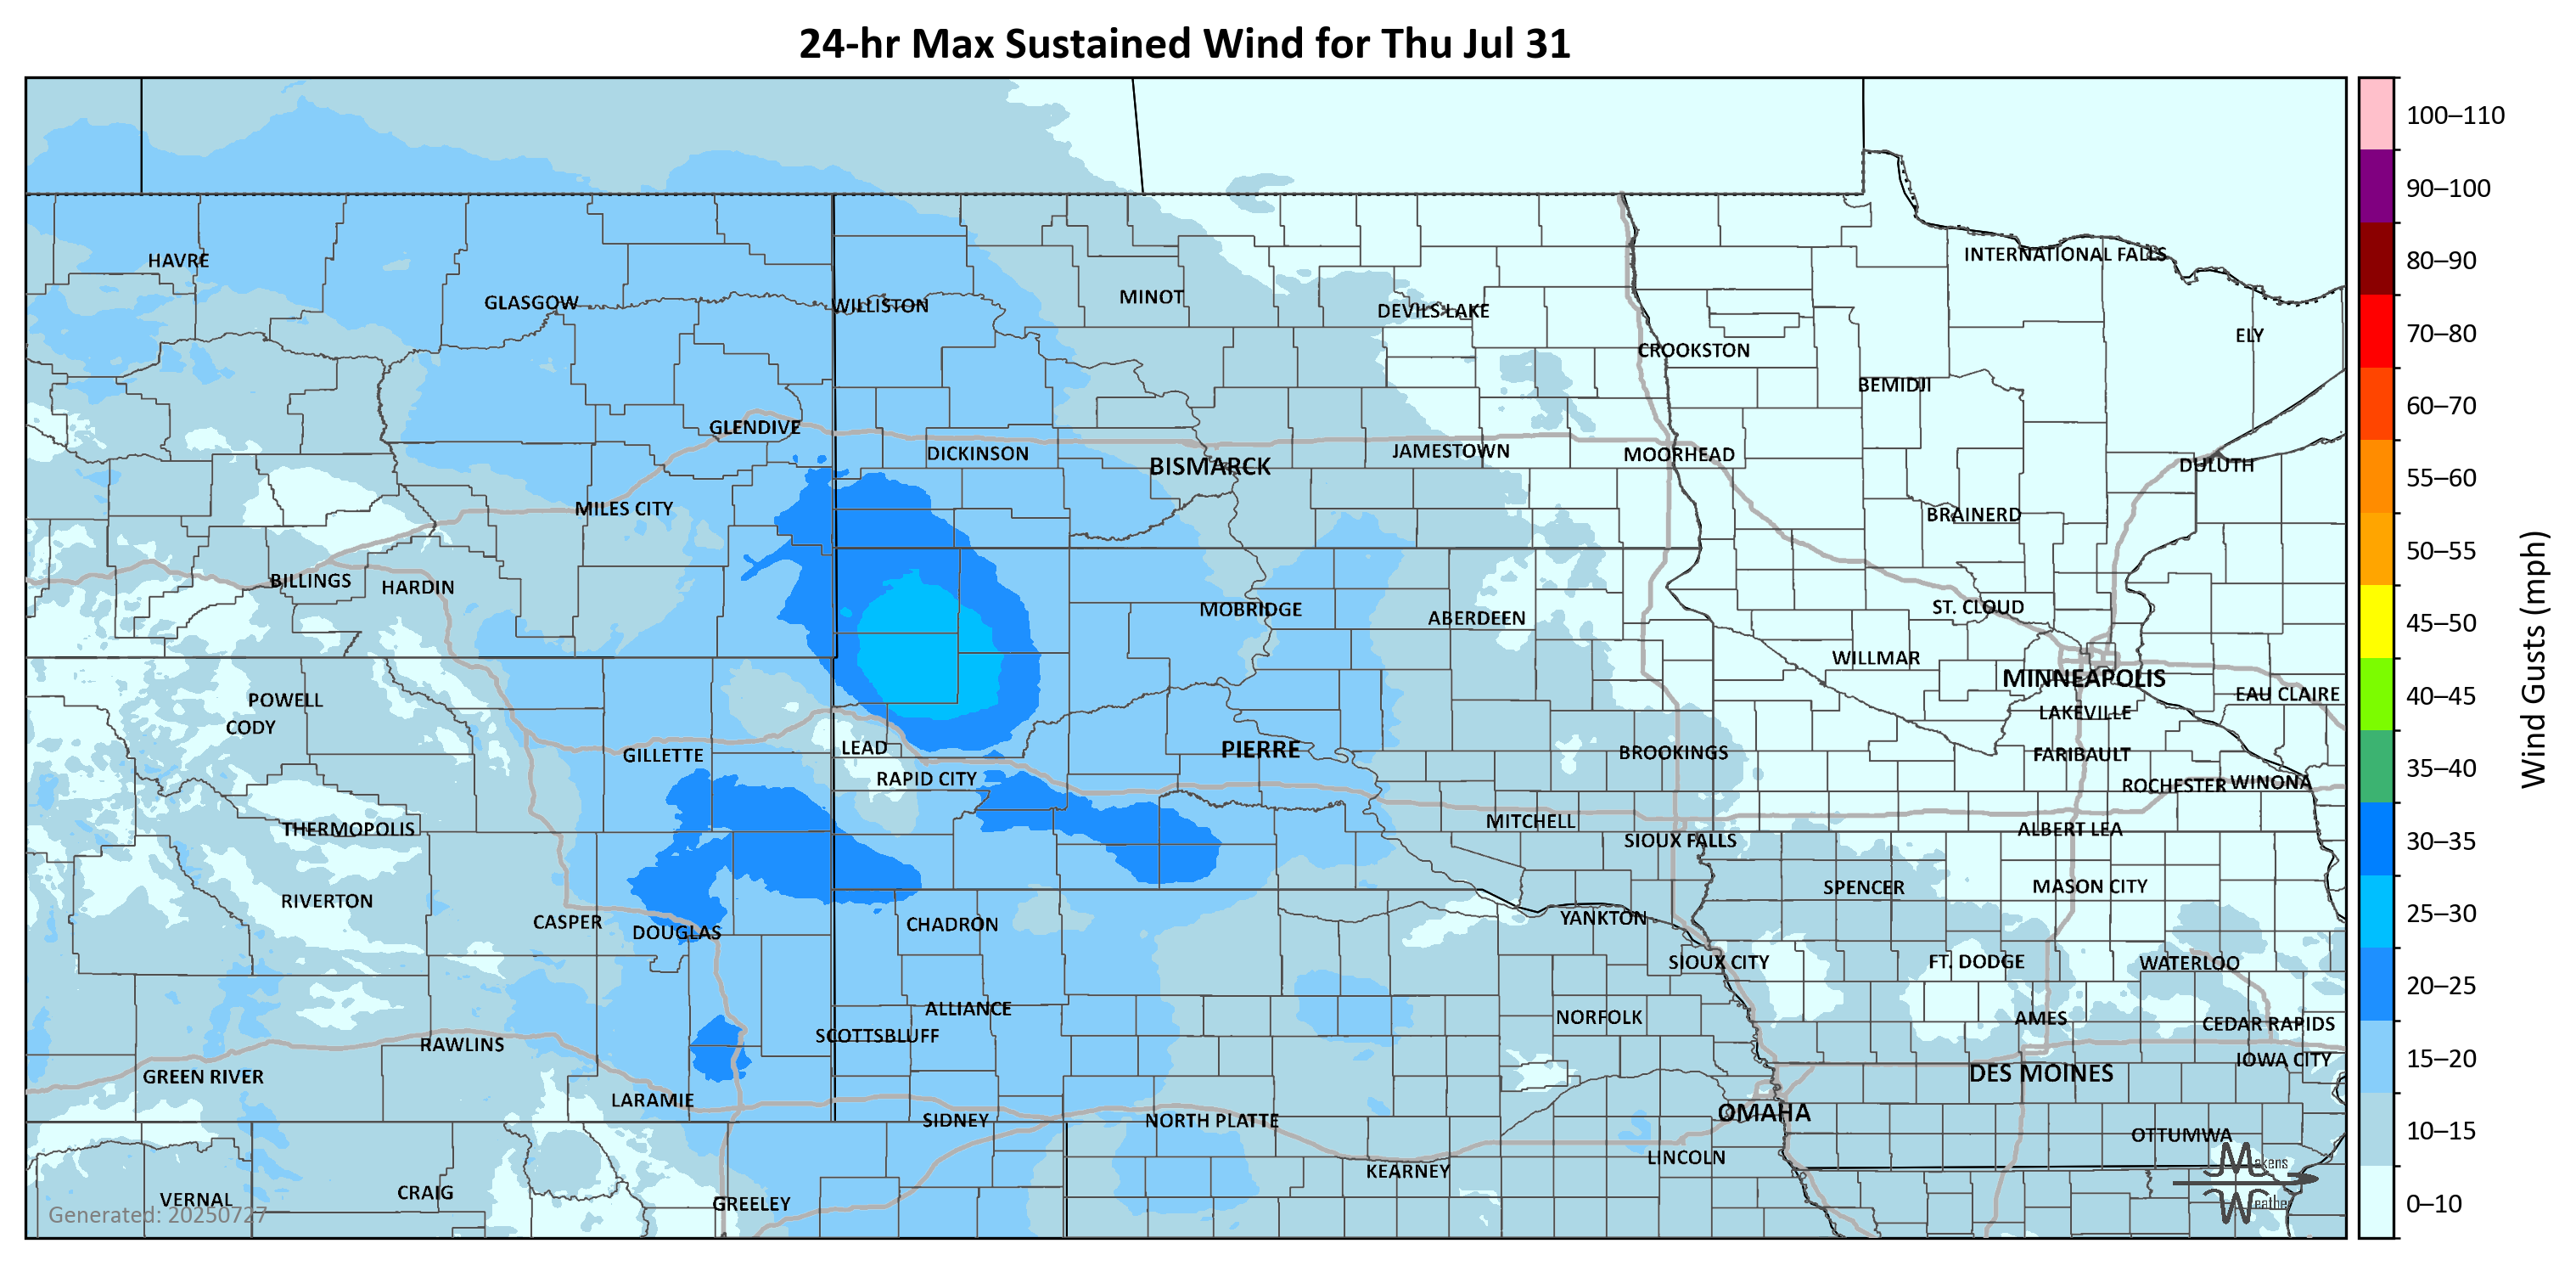 24-hr Max Sustained Wind for Thu Jul 31
100–110
90–100
80–90
70–80
60–70
55–60
50–55
45–50
40–45
35–40
30–35
25–30
20–25
15–20
10–15
0–10
Wind Gusts (mph)
HAVRE
GLASGOW
WILLISTON
MINOT
DEVILS LAKE
INTERNATIONAL FALLS
ELY
CROOKSTON
BEMIDJI
GLENDIVE
DICKINSON
BISMARCK
JAMESTOWN
MOORHEAD
DULUTH
MILES CITY
BRAINERD
BILLINGS
HARDIN
MOBRIDGE
ABERDEEN
ST. CLOUD
WILLMAR
MINNEAPOLIS
EAU CLAIRE
POWELL
CODY
LAKEVILLE
GILLETTE
LEAD
PIERRE
BROOKINGS
FARIBAULT
RAPID CITY
ROCHESTER
WINONA
THERMOPOLIS
MITCHELL
SIOUX FALLS
ALBERT LEA
RIVERTON
SPENCER
MASON CITY
CASPER
DOUGLAS
CHADRON
YANKTON
SIOUX CITY
FT. DODGE
WATERLOO
ALLIANCE
NORFOLK
AMES
CEDAR RAPIDS
RAWLINS
SCOTTSBLUFF
IOWA CITY
GREEN RIVER
DES MOINES
LARAMIE
SIDNEY
NORTH PLATTE
OMAHA
OTTUMWA
KEARNEY
LINCOLN
VERNAL
CRAIG
GREELEY
Generated: 20250727
Makens
Weather